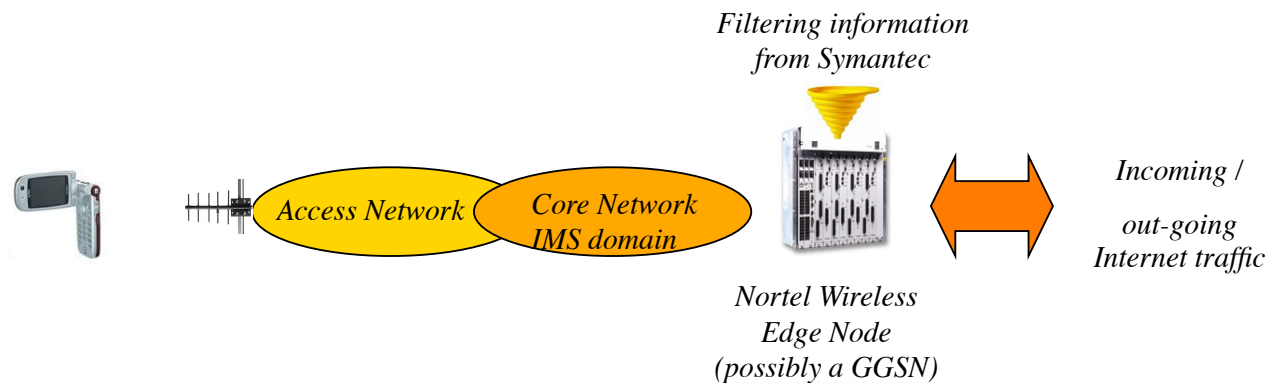 Filtering information
from Symantec
Access Network
Core Network
IMS domain
Incoming /
out-going
Internet traffic
Nortel Wireless
Edge Node
(possibly a GGSN)